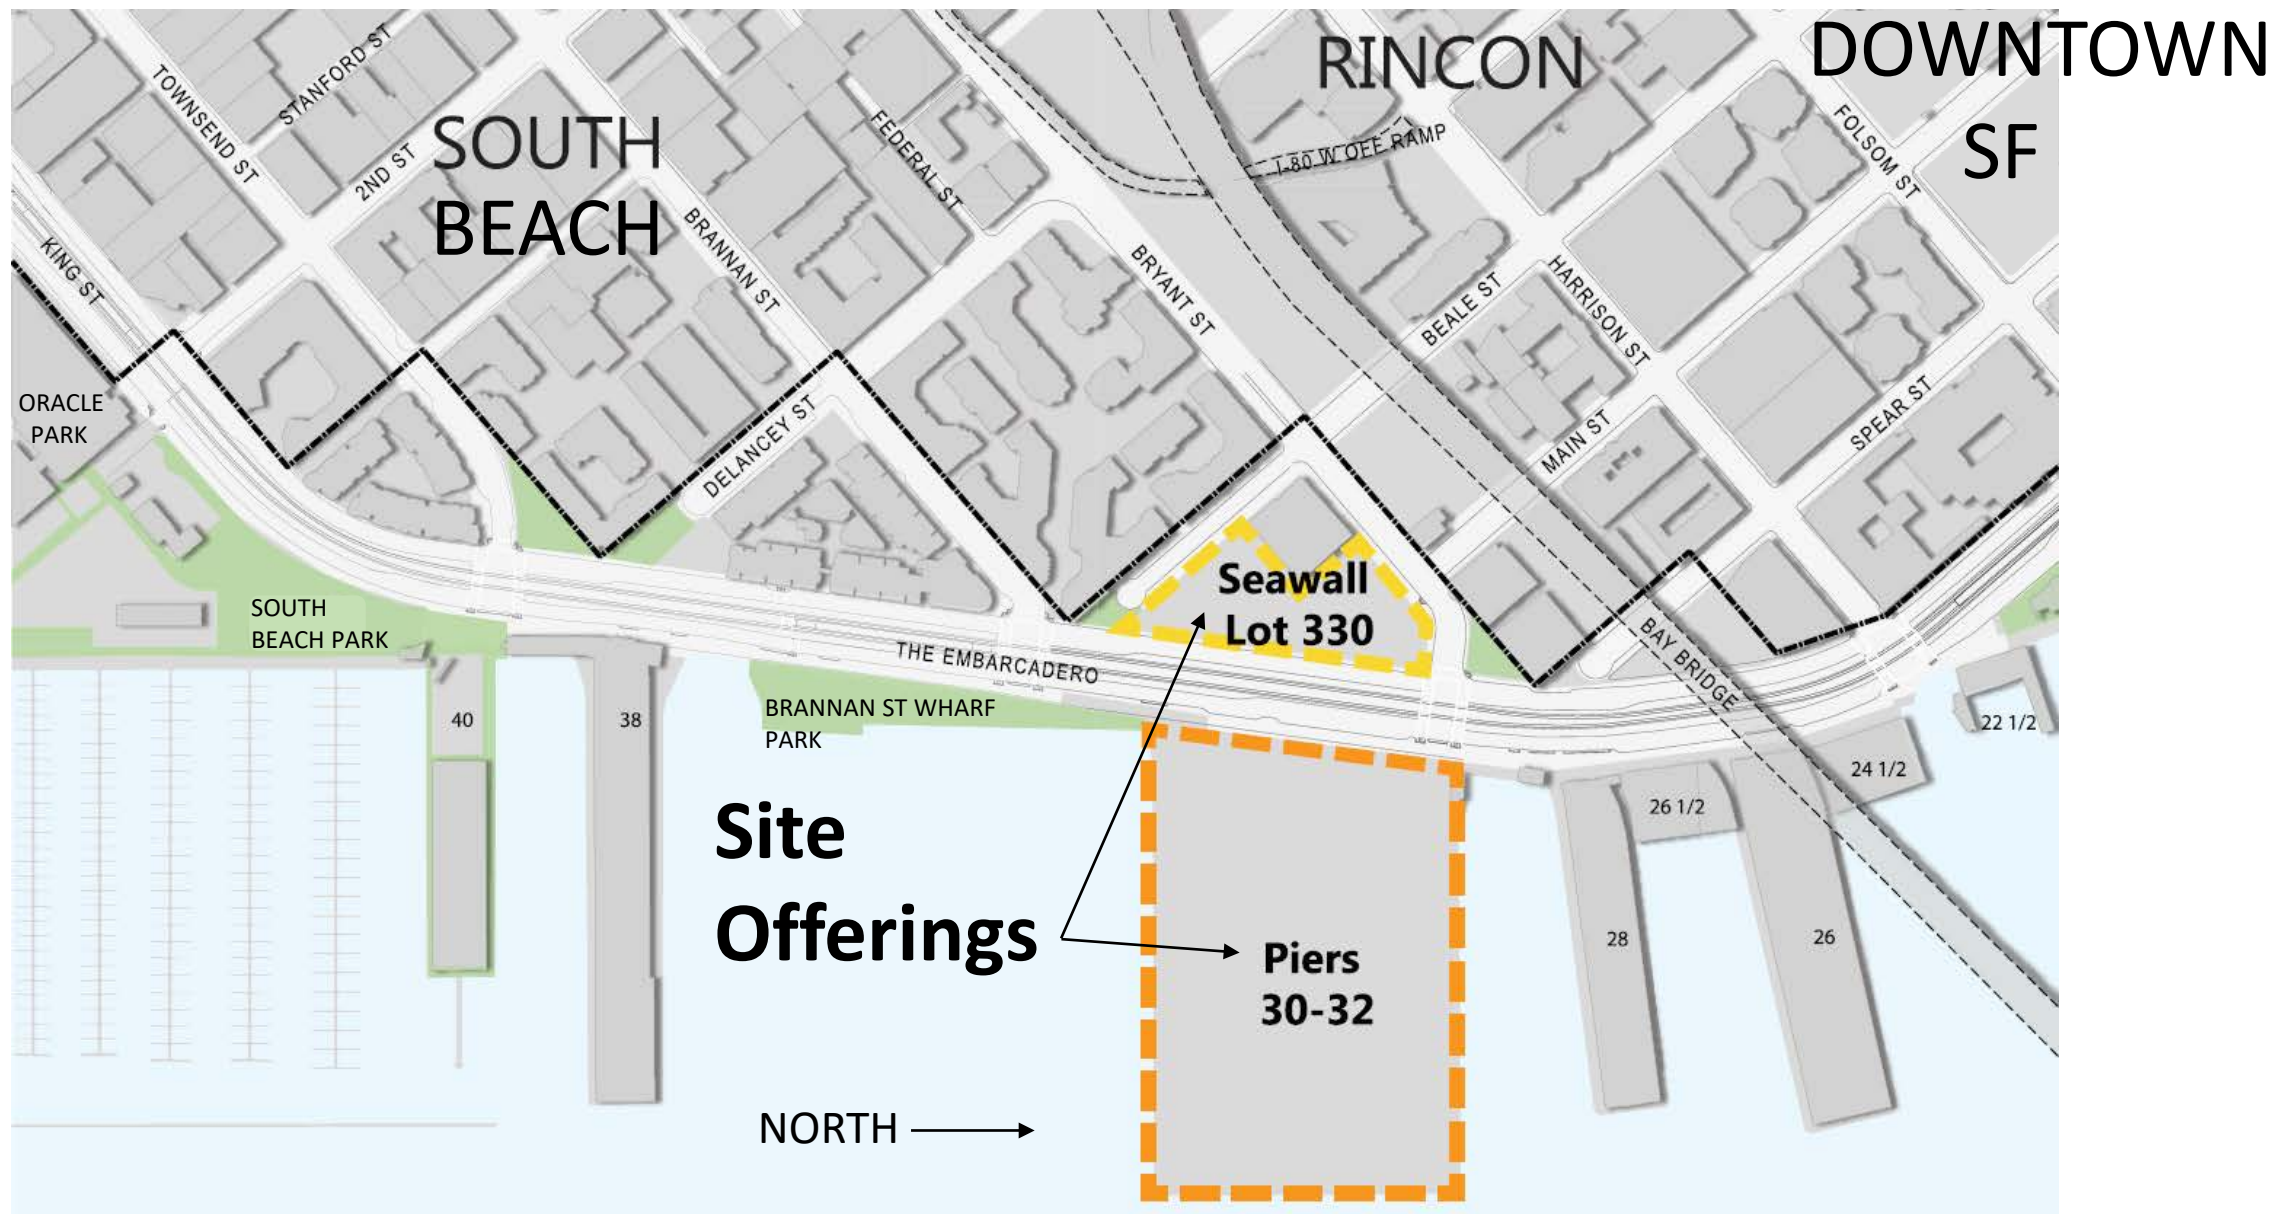 DOWNTOWN
SF
RINCON
SOUTH
BEACH
TOWNSEND ST
STANFORD ST
2ND ST
KING ST
BRANNAN ST
FEDERAL ST
BRYANT ST
I-80 W OFF RAMP
FOLSOM ST
BEALE ST
HARRISON ST
MAIN ST
SPEAR ST
DELANCEY ST
ORACLE
PARK
SOUTH
BEACH PARK
Seawall
Lot 330
THE EMBARCADERO
BAY BRIDGE
BRANNAN ST WHARF
PARK
40
38
22 1/2
24 1/2
26 1/2
28
26
Site
Offerings
Piers
30-32
NORTH